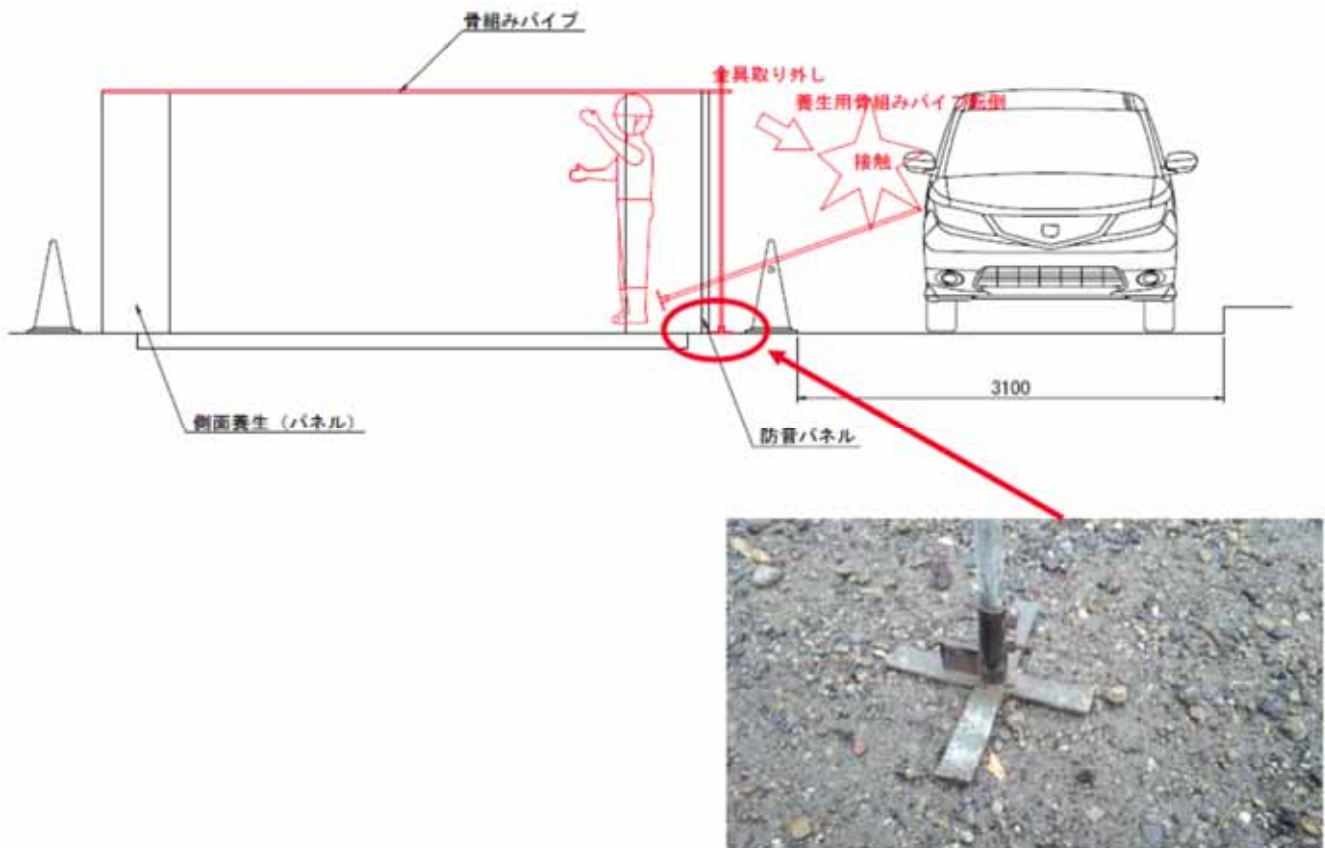 骨組みパイプ
金具取り外し
養生用骨組みパイプ転倒
接触
3100
側面養生（パネル）
防音パネル